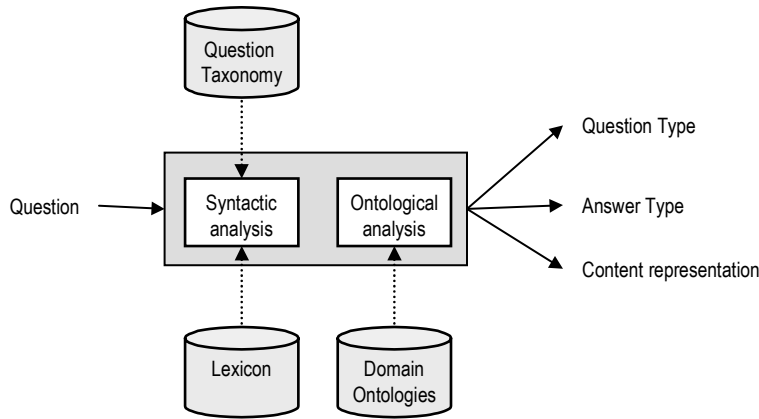 Question
Taxonomy
Question Type
Question
Syntactic
analysis
Ontological
analysis
Answer Type
Content representation
Lexicon
Domain
Ontologies